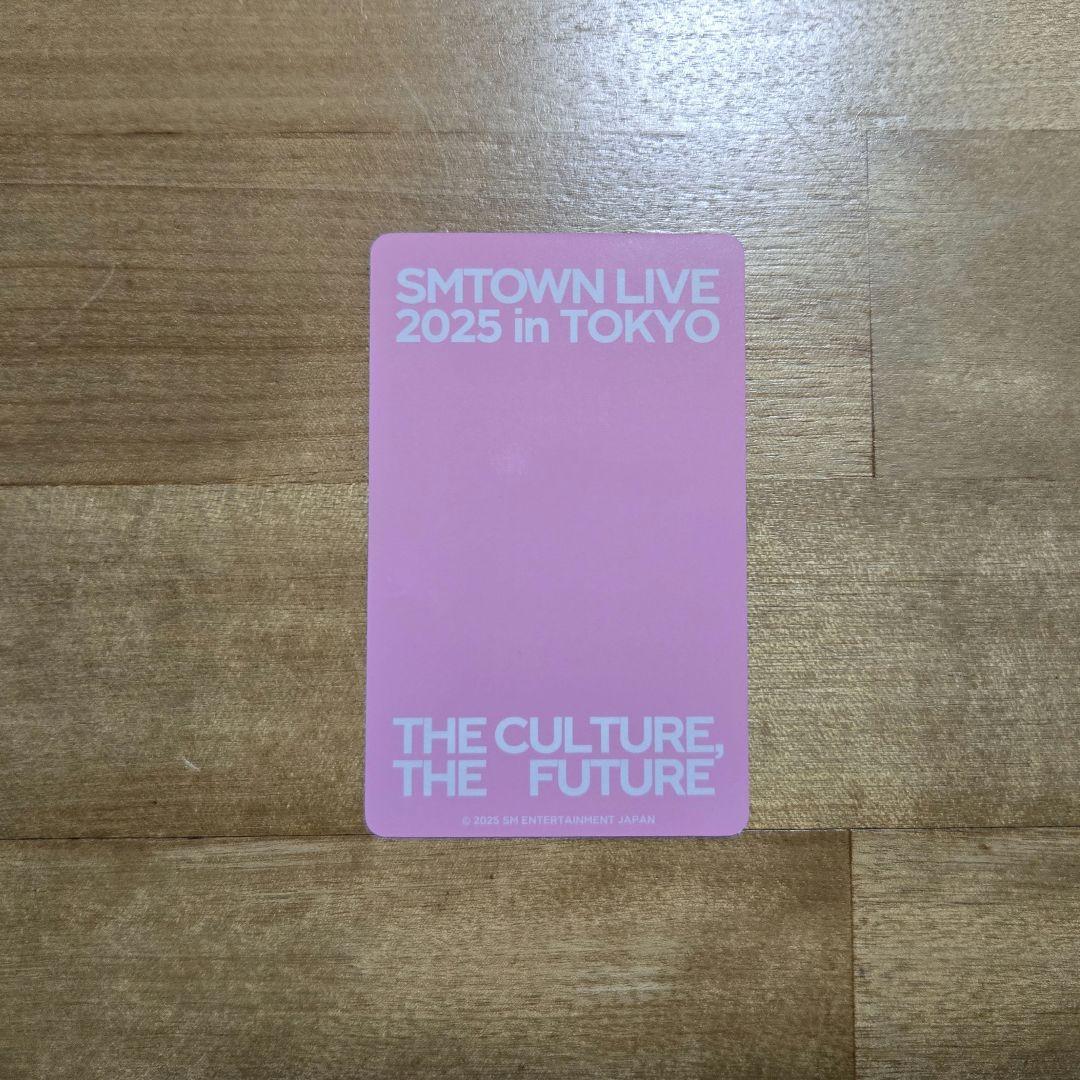 SMTOWN LIVE
2025 in TOKYO
THE CULTURE,
THE FUTURE
© 2025 SM ENTERTAINMENT JAPAN